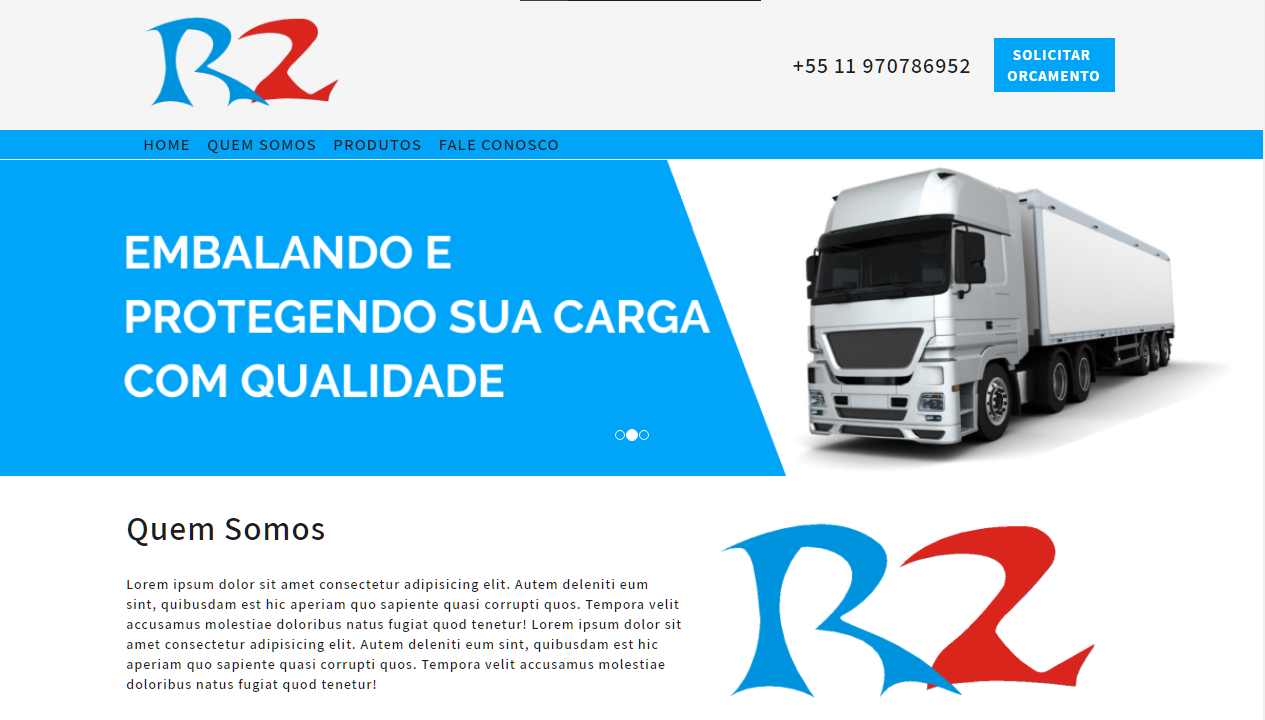 RZ
+55 11 970786952
SOLICITAR
ORCAMENTO
HOME QUEM SOMOS PRODUTOS FALE CONOSCO
EMBALANDO E
PROTEGENDO SUA CARGA
COM QUALIDADE
Quem Somos
Lorem ipsum dolor sit amet consectetur adipisicing elit. Autem deleniti eum
sint, quibusdam est hic aperiam quo sapiente quasi corrupti quos. Tempora velit
accusamus molestiae doloribus natus fugiat quod tenetur! Lorem ipsum dolor sit
amet consectetur adipisicing elit. Autem deleniti eum sint, quibusdam est hic
aperiam quo sapiente quasi corrupti quos. Tempora velit accusamus molestiae
doloribus natus fugiat quod tenetur!
RZ